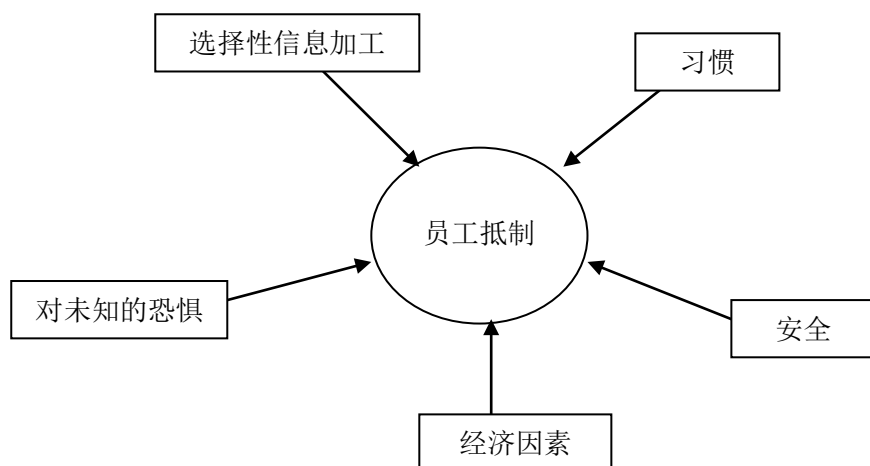 选择性信息加工
习惯
员工抵制
对未知的恐惧
安全
经济因素